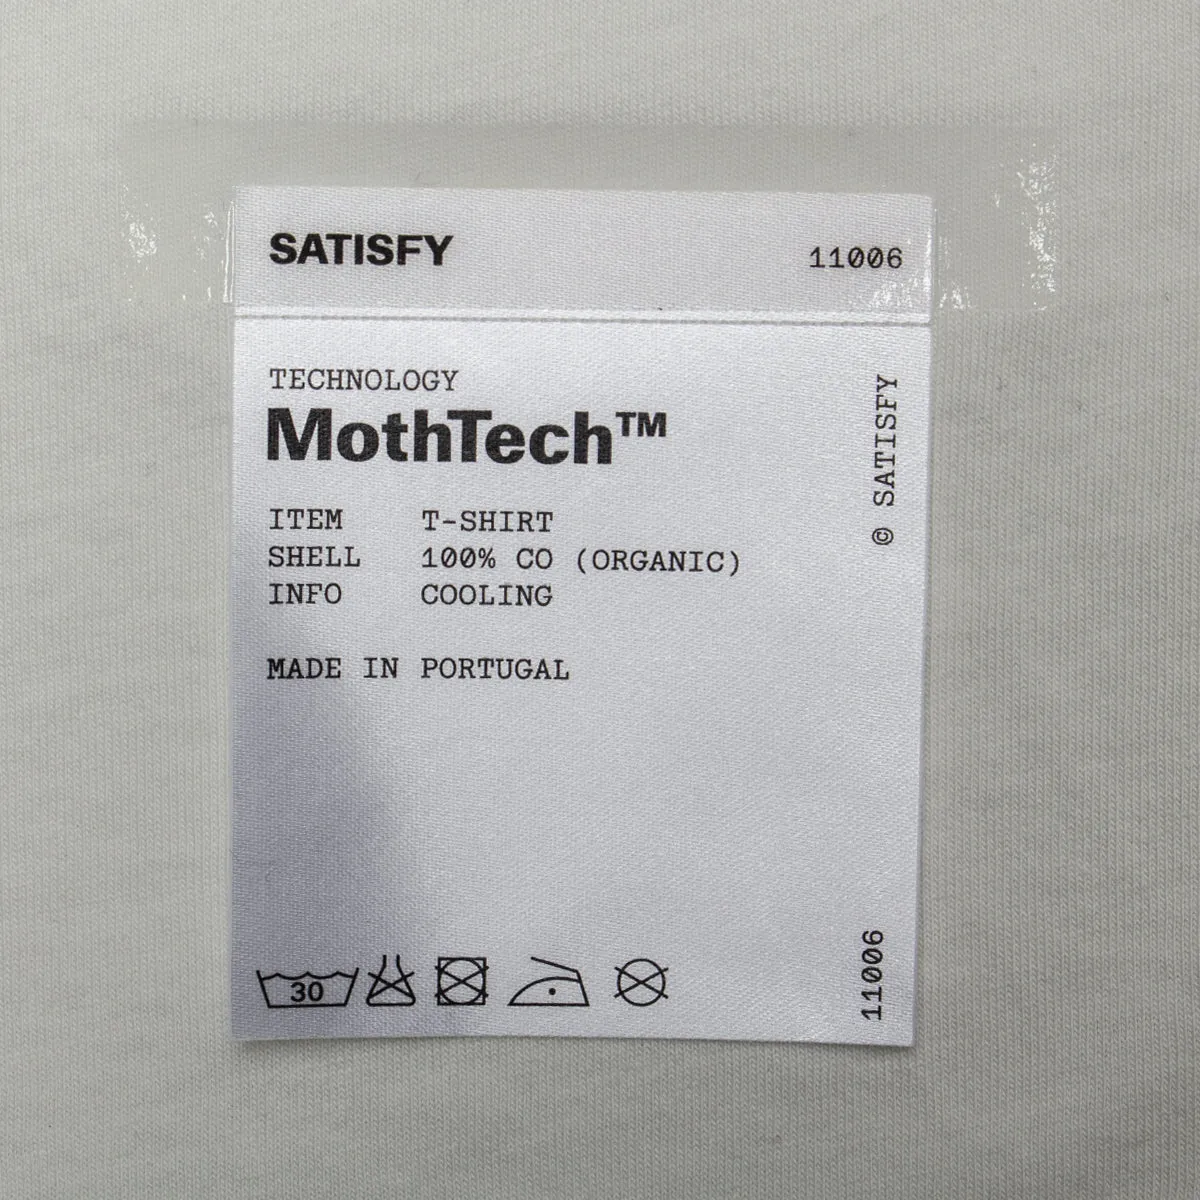 SATISFY 11006
TECHNOLOGY
MothTech™
ITEM T-SHIRT
SHELL 100% CO (ORGANIC)
INFO COOLING
MADE IN PORTUGAL
© SATISFY
30
11006